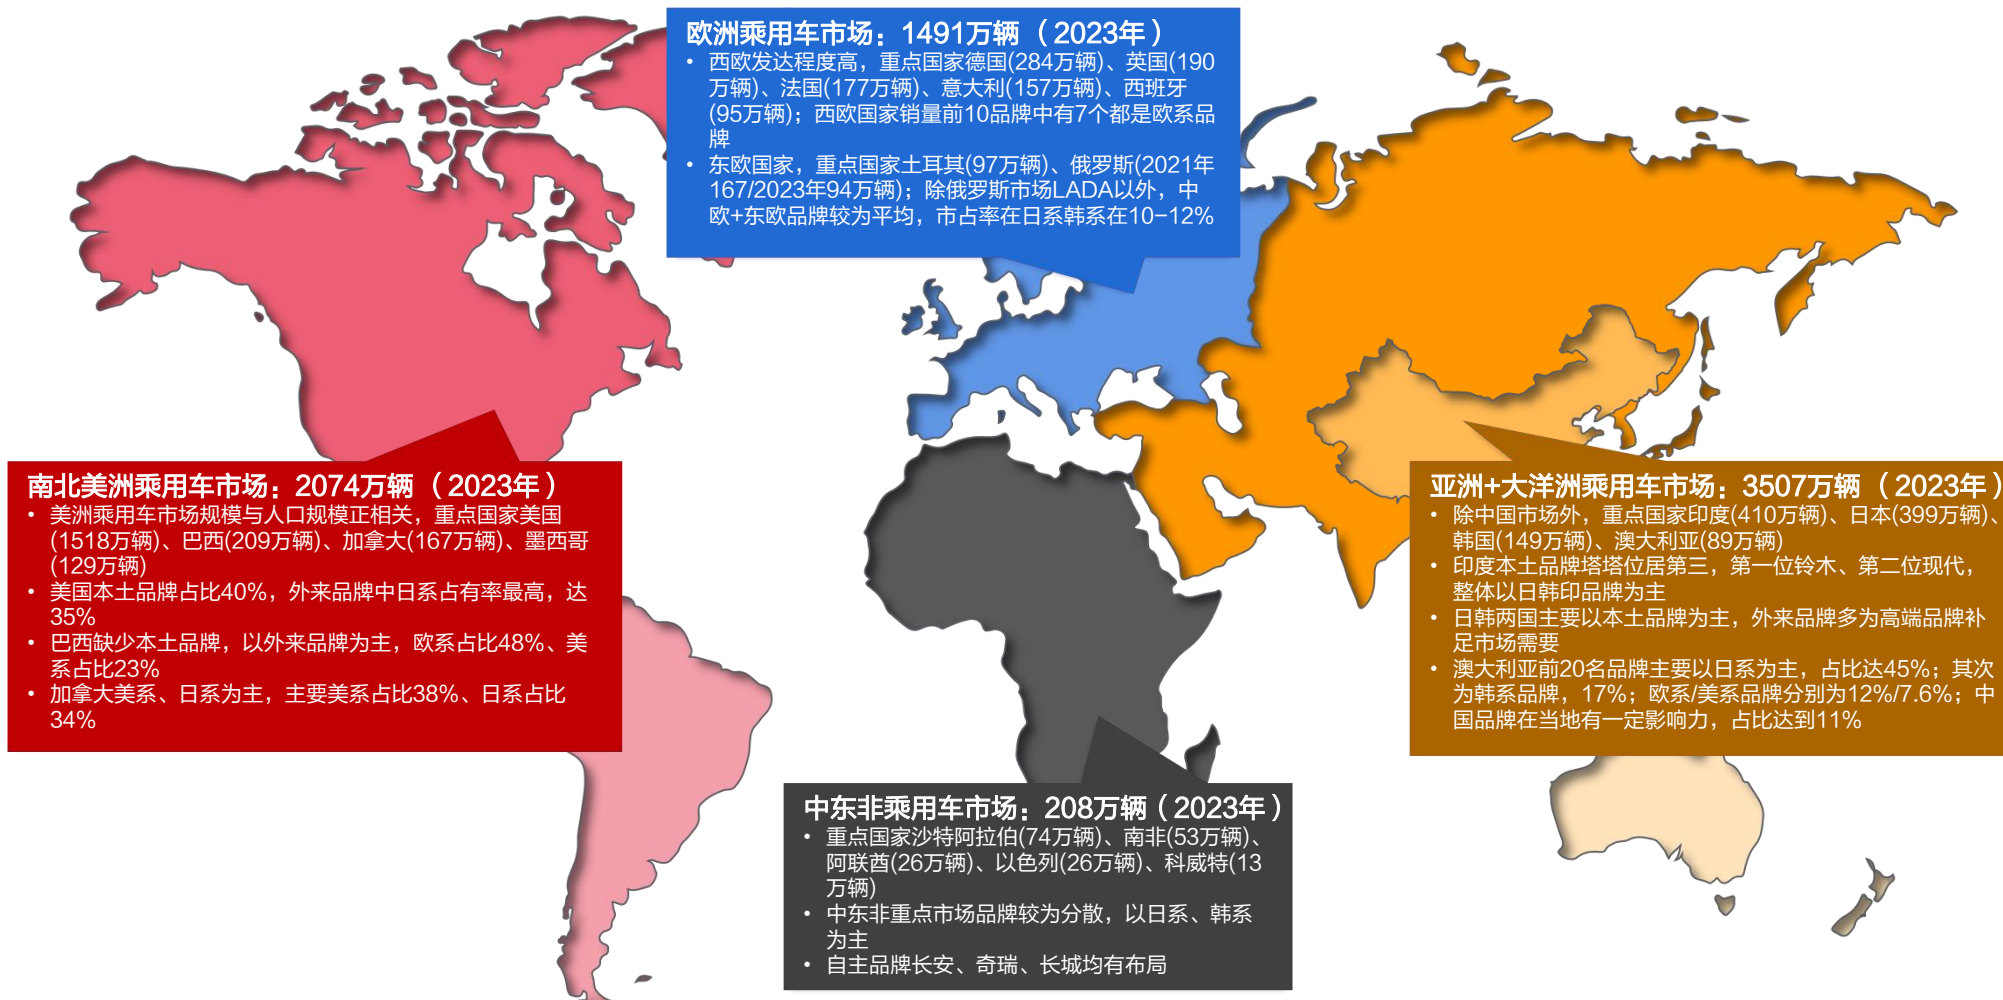 欧洲乘用车市场：1491万辆（2023年）
• 西欧发达程度高，重点国家德国(284万辆)、英国(190
万辆)、法国(177万辆)、意大利(157万辆)、西班牙
(95万辆)；西欧国家销量前10品牌中有7个都是欧系品
牌
• 东欧国家，重点国家土耳其(97万辆)、俄罗斯(2021年
167/2023年94万辆)；除俄罗斯市场LADA以外，中
欧+东欧品牌较为平均，市占率在日系韩系在10-12%
南北美洲乘用车市场：2074万辆（2023年）
• 美洲乘用车市场规模与人口规模正相关，重点国家美国
(1518万辆)、巴西(209万辆)、加拿大(167万辆)、墨西哥
(129万辆)
• 美国本土品牌占比40%，外来品牌中日系占有率最高，达
35%
• 巴西缺少本土品牌，以外来品牌为主，欧系占比48%、美
系占比23%
• 加拿大美系、日系为主，主要美系占比38%、日系占比
34%
亚洲+大洋洲乘用车市场：3507万辆（2023年）
• 除中国市场外，重点国家印度(410万辆)、日本(399万辆)、
韩国(149万辆)、澳大利亚(89万辆)
• 印度本土品牌塔塔位居第三，第一位铃木、第二位现代，
整体以日韩印品牌为主
• 日韩两国主要以本土品牌为主，外来品牌多为高端品牌补
足市场需要
• 澳大利亚前20名品牌主要以日系为主，占比达45%；其次
为韩系品牌，17%；欧系/美系品牌分别为12%/7.6%；中
国品牌在当地有一定影响力，占比达到11%
中东非乘用车市场：208万辆（2023年）
• 重点国家沙特阿拉伯(74万辆)、南非(53万辆)、
阿联酋(26万辆)、以色列(26万辆)、科威特(13
万辆)
• 中东非重点市场品牌较为分散，以日系、韩系
为主
• 自主品牌长安、奇瑞、长城均有布局